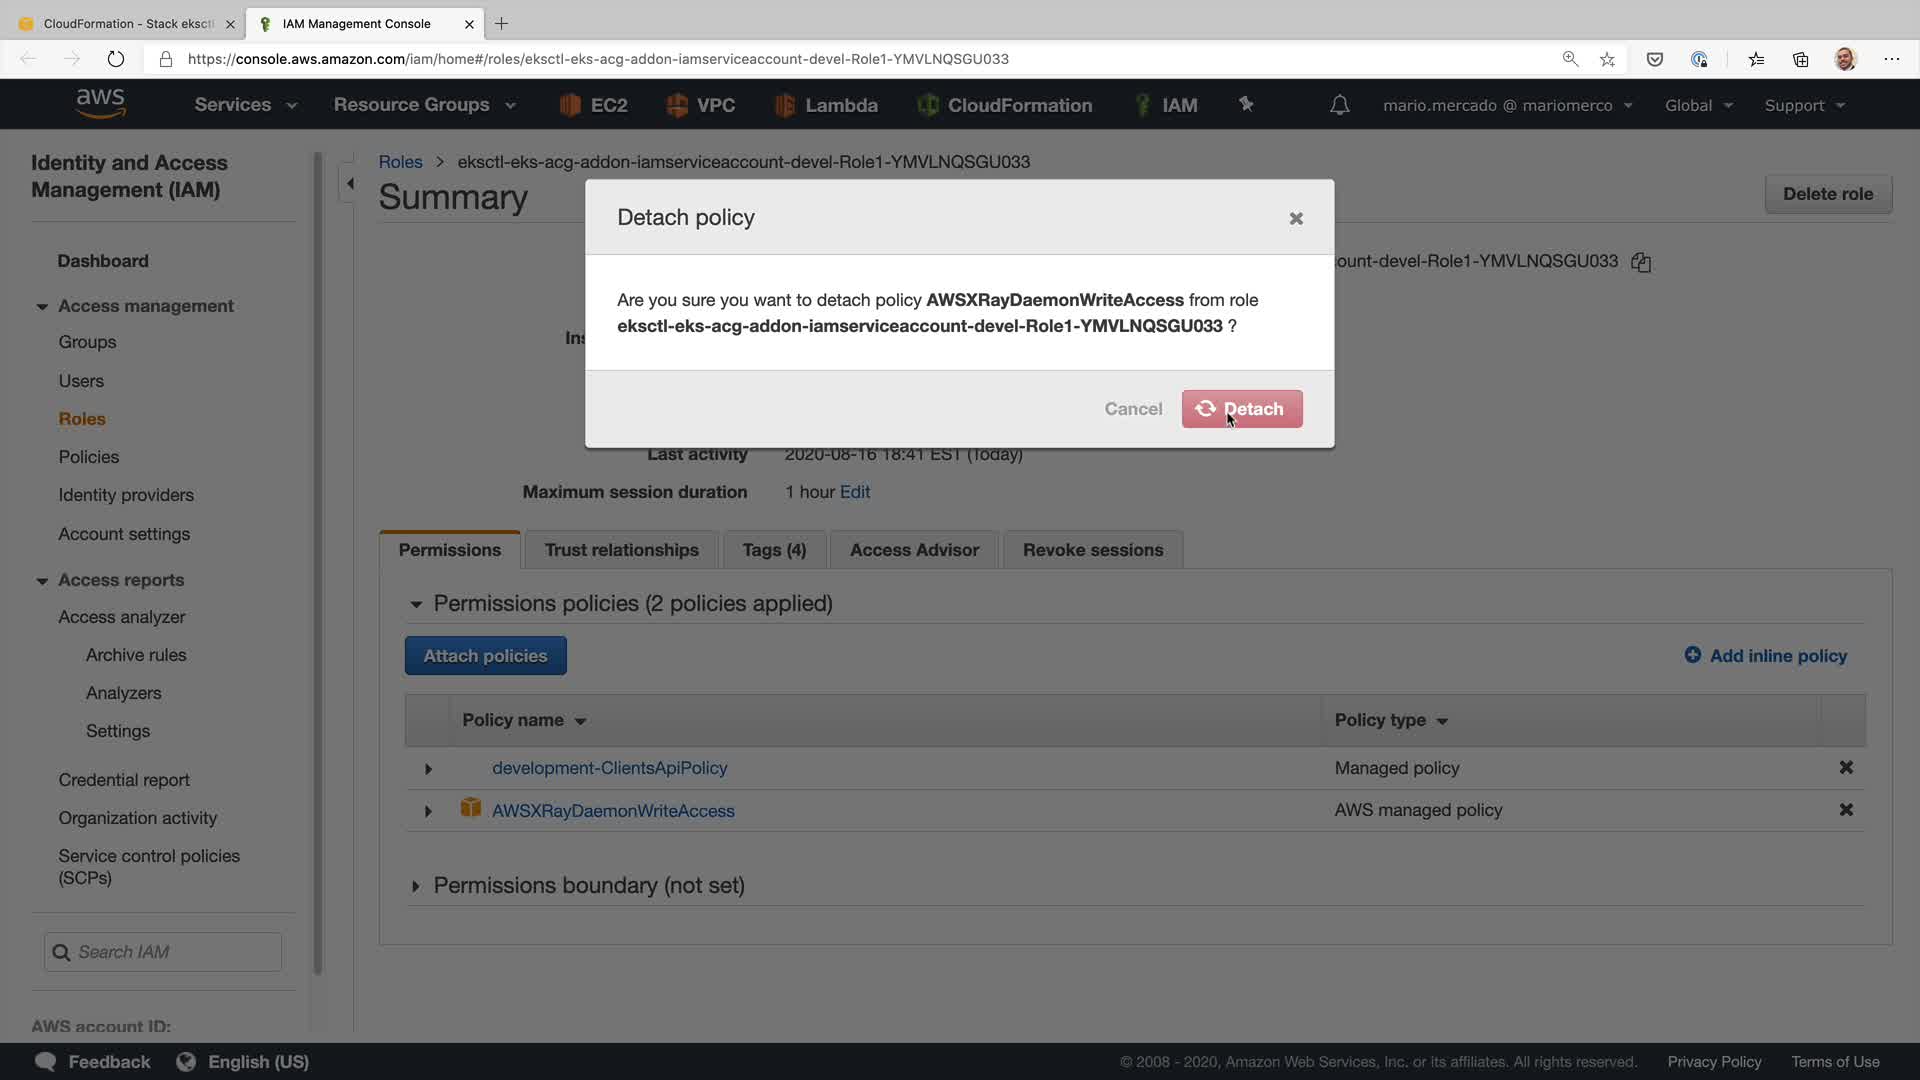 CloudFormation - Stack eksctl
IAM Management Console
https://console.aws.amazon.com/iam/home#/roles/eksctl-eks-acg-addon-iamserviceaccount-devel-Role1-YMVLNQSGU033
aws
Services
Resource Groups
EC2
VPC
Lambda
CloudFormation
IAM
mario.mercado @ mariomerco
Global
Support
Identity and Access
Management (IAM)
Dashboard
Access management
Groups
Users
Roles
Policies
Identity providers
Account settings
Access reports
Access analyzer
Archive rules
Analyzers
Settings
Credential report
Organization activity
Service control policies
(SCPs)
Search IAM
AWS account ID:
Roles > eksctl-eks-acg-addon-iamserviceaccount-devel-Role1-YMVLNQSGU033
Summary
Delete role
ount-devel-Role1-YMVLNQSGU033
Ins
Detach policy
Are you sure you want to detach policy AWSXRayDaemonWriteAccess from role
eksctl-eks-acg-addon-iamserviceaccount-devel-Role1-YMVLNQSGU033 ?
Cancel
Detach
Last activity 2020-08-16 18:41 EST (Today)
Maximum session duration 1 hour Edit
Permissions
Trust relationships
Tags (4)
Access Advisor
Revoke sessions
Permissions policies (2 policies applied)
Attach policies
Add inline policy
Policy name
Policy type
development-ClientsApiPolicy
Managed policy
AWSXRayDaemonWriteAccess
AWS managed policy
Permissions boundary (not set)
Feedback
English (US)
© 2008 - 2020, Amazon Web Services, Inc. or its affiliates. All rights reserved.
Privacy Policy
Terms of Use